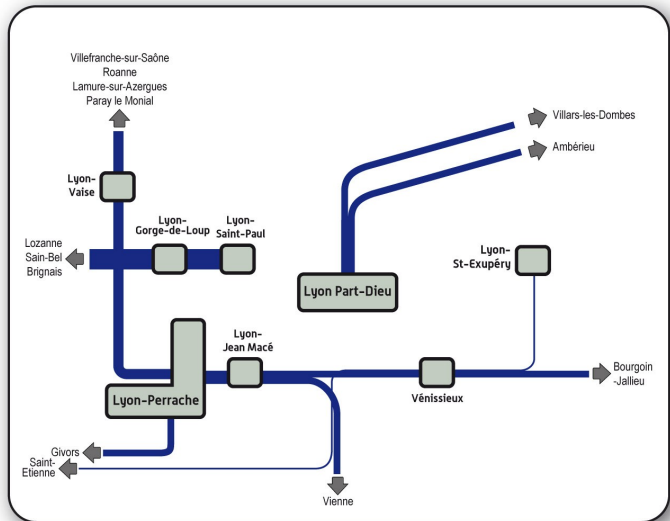 Villefranche-sur-Saône
Roanne
Lamure-sur-Azergues
Paray le Monial
Villars-les-Dombes
Ambérieu
Lyon-
Vaise
Lyon-
Gorge-de-Loup
Lyon-
Saint-Paul
Lozanne
Sain-Bel
Brignais
Lyon-
St-Exupéry
Lyon Part-Dieu
Lyon-
Jean Macé
Bourgoin
-Jallieu
Vénissieux
Lyon-Perrache
Givors
Saint-
Etienne
Vienne